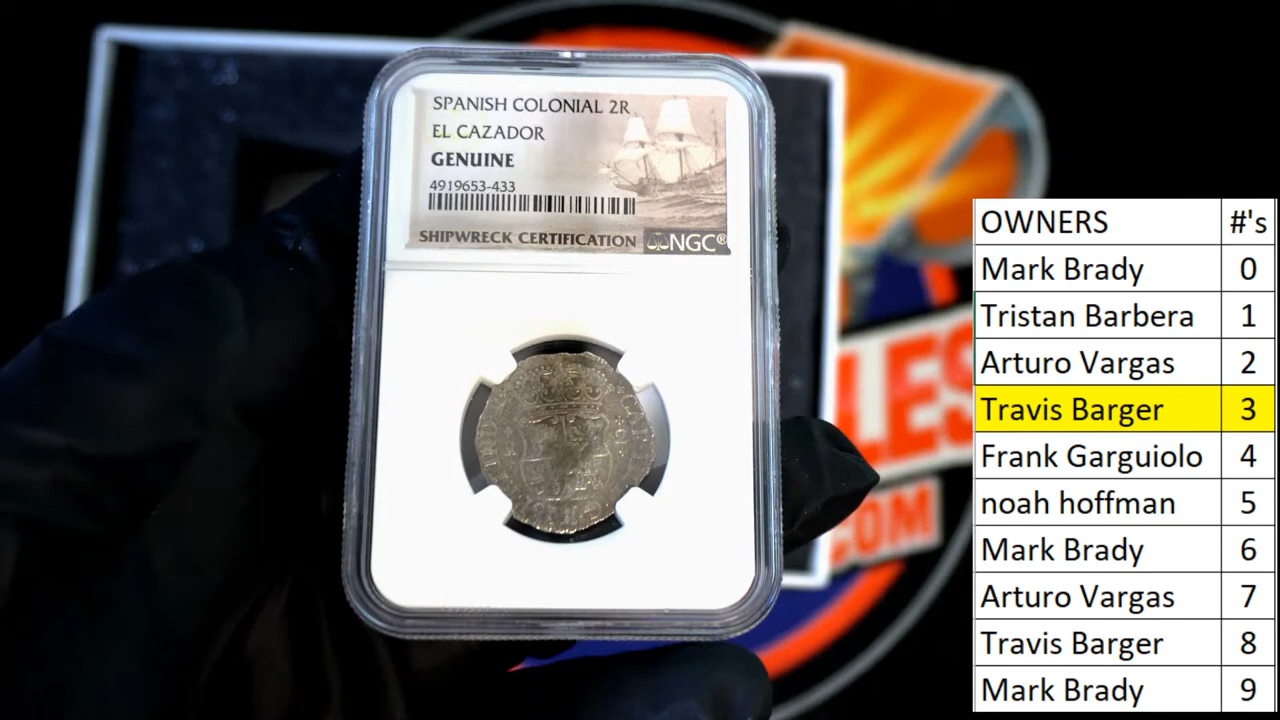 SPANISH COLONIAL 2R
EL CAZADOR
GENUINE
4919653-433
SHIPWRECK CERTIFICATION
NGC®
LES
.COM
OWNERS #'s
Mark Brady 0
Tristan Barbera 1
Arturo Vargas 2
Travis Barger 3
Frank Garguiolo 4
noah hoffman 5
Mark Brady 6
Arturo Vargas 7
Travis Barger 8
Mark Brady 9